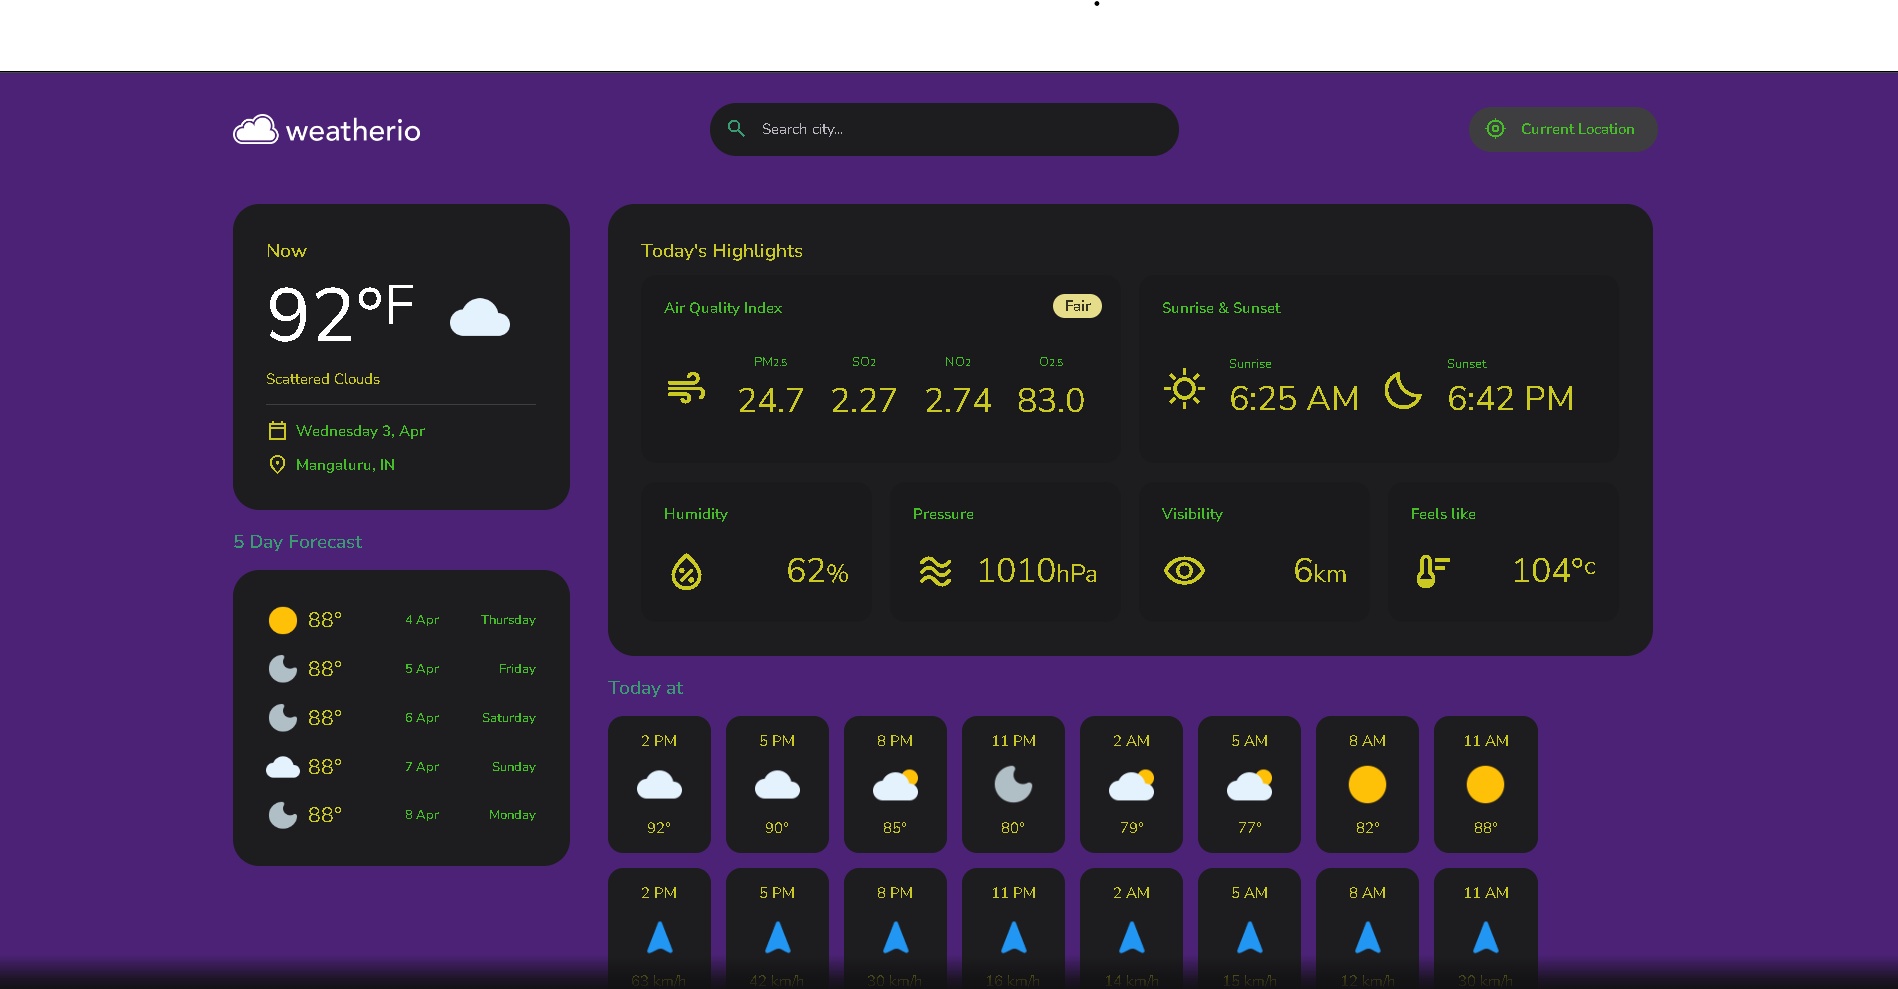 weatherio
Search city...
Current Location
Now
92°F
Scattered Clouds
Wednesday 3, Apr
Mangaluru, IN
5 Day Forecast
88° 4 Apr Thursday
88° 5 Apr Friday
88° 6 Apr Saturday
88° 7 Apr Sunday
88° 8 Apr Monday
Today's Highlights
Air Quality Index Fair
PM2.5 SO2 NO2 O2.5
24.7 2.27 2.74 83.0
Sunrise & Sunset
Sunrise Sunset
6:25 AM 6:42 PM
Humidity
62%
Pressure
1010hPa
Visibility
6km
Feels like
104°c
Today at
2 PM 5 PM 8 PM 11 PM 2 AM 5 AM 8 AM 11 AM
92° 90° 85° 80° 79° 77° 82° 88°
2 PM 5 PM 8 PM 11 PM 2 AM 5 AM 8 AM 11 AM
63 km/h 42 km/h 30 km/h 16 km/h 14 km/h 15 km/h 12 km/h 30 km/h